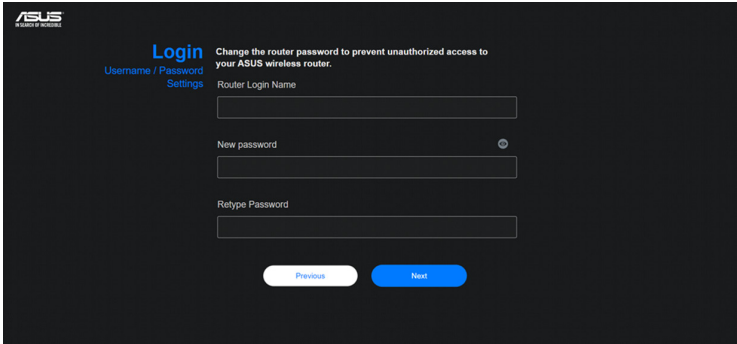 ASUS
IN SEARCH OF INCREDIBLE
Login
Username / Password
Settings
Change the router password to prevent unauthorized access to
your ASUS wireless router.
Router Login Name
New password
Retype Password
Previous
Next